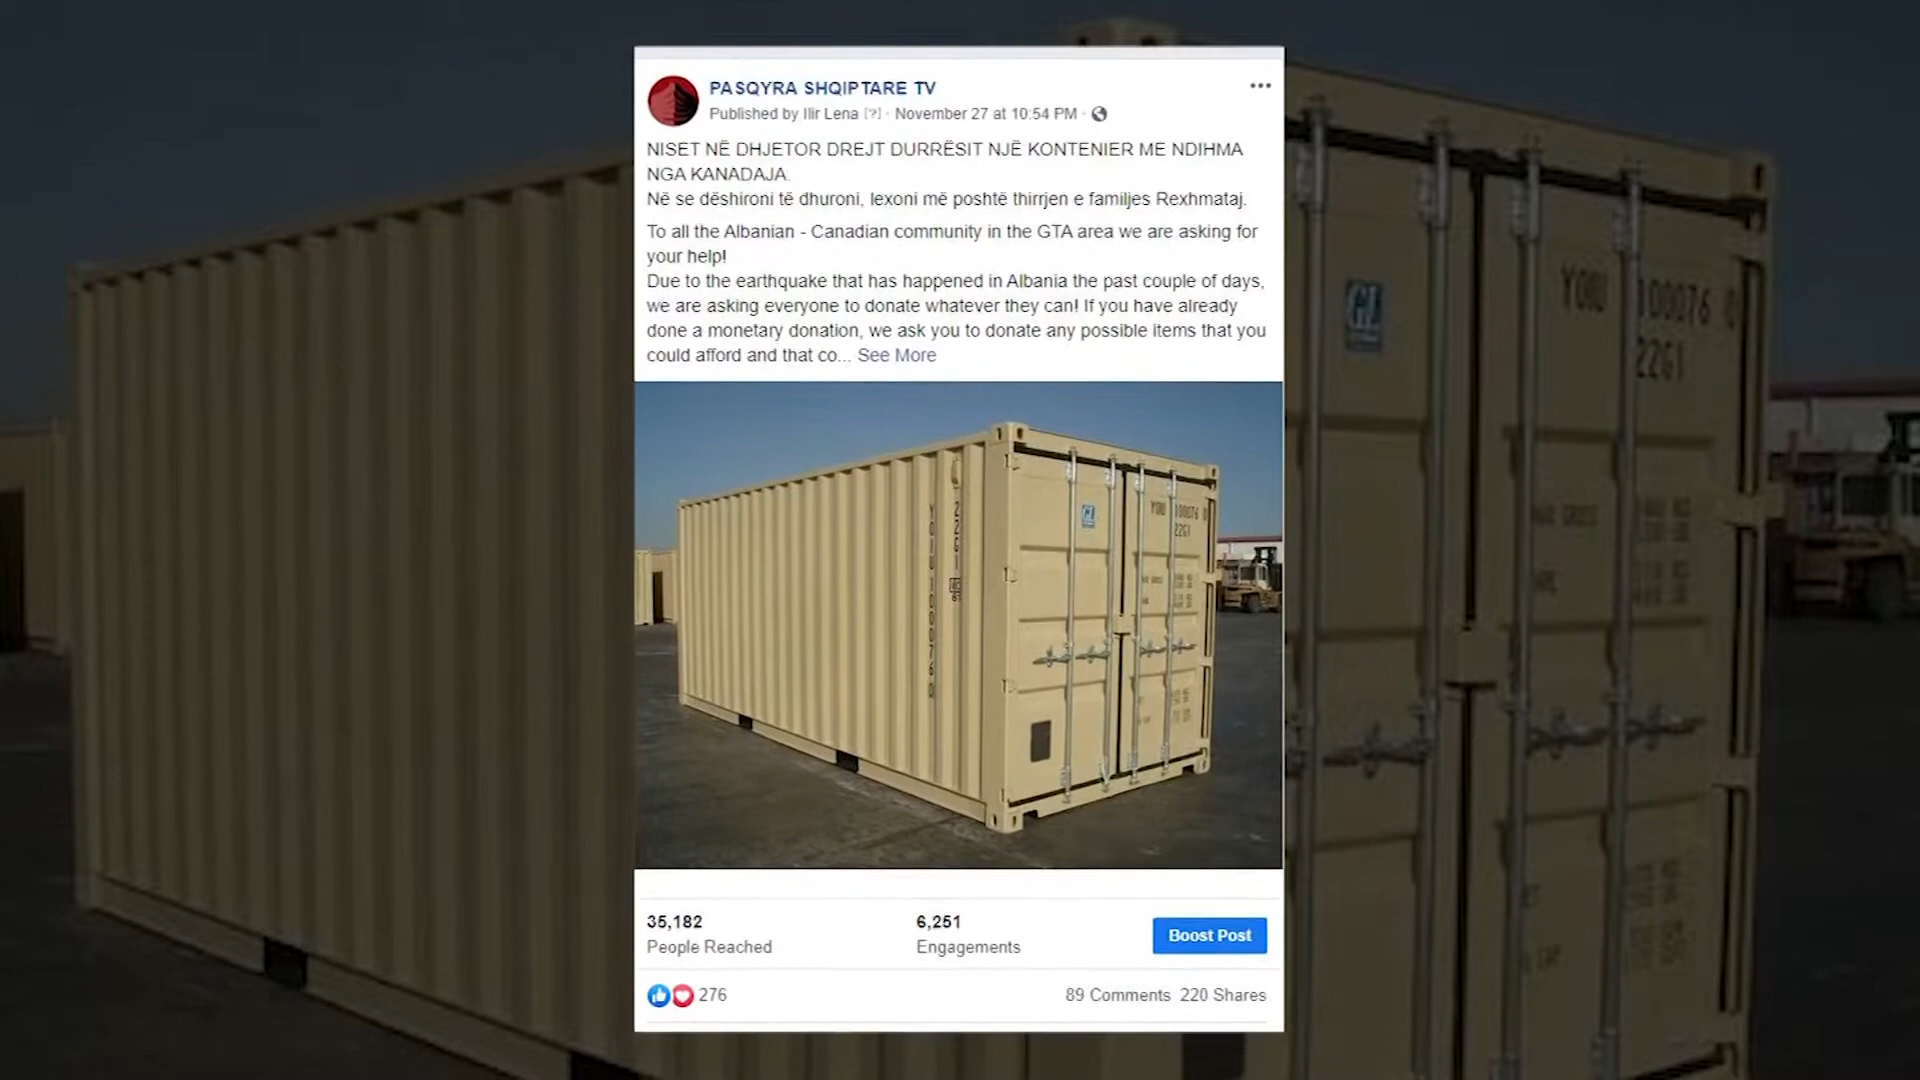 PASQYRA SHQIPTARE TV
Published by Ilir Lena [?] · November 27 at 10:54 PM ·
NISET NË DHJETOR DREJT DURRËSIT NJË KONTENIER ME NDIHMA
NGA KANADAJA.
Në se dëshironi të dhuroni, lexoni më poshtë thirrjen e familjes Rexhmataj.
To all the Albanian - Canadian community in the GTA area we are asking for
your help!
Due to the earthquake that has happened in Albania the past couple of days,
we are asking everyone to donate whatever they can! If you have already
done a monetary donation, we ask you to donate any possible items that you
could afford and that co... See More
GL
YOU 100076 0
22G1
35,182
People Reached
6,251
Engagements
Boost Post
276
89 Comments 220 Shares